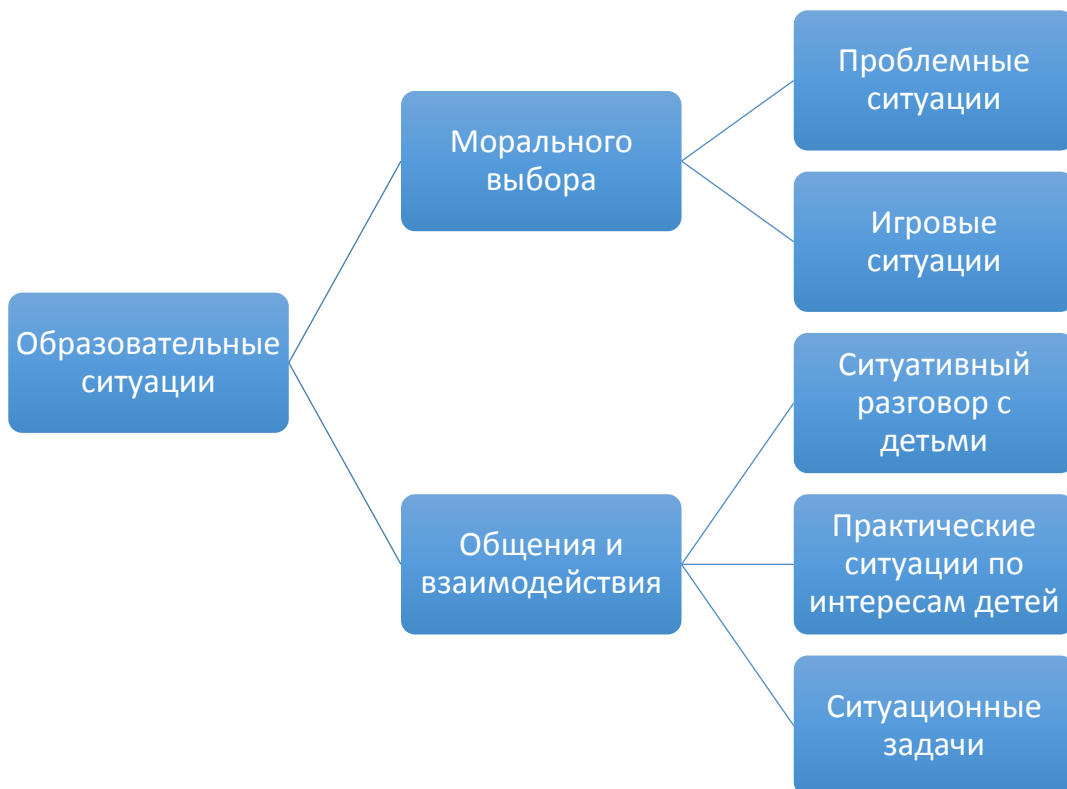 Образовательные
ситуации
Морального
выбора
Проблемные
ситуации
Игровые
ситуации
Общения и
взаимодействия
Ситуативный
разговор с
детьми
Практические
ситуации по
интересам детей
Ситуационные
задачи